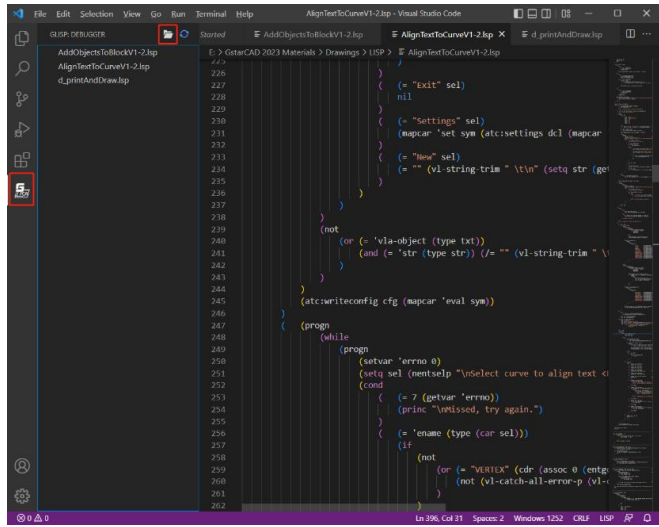 File Edit Selection View Go Run Terminal Help AlignTextToCurveV1-2.lsp - Visual Studio Code
GLISP: DEBUGGER
AddObjectsToBlockV1-2.lsp
AlignTextToCurveV1-2.lsp
d_printAndDraw.lsp
Started AddObjectsToBlockV1-2.lsp AlignTextToCurveV1-2.lsp d_printAndDraw.lsp
E: > GstarCAD 2023 Materials > Drawings > LISP > AlignTextToCurveV1-2.lsp
225 )
226 )
227 ( (= "Exit" sel)
228 nil
229 )
230 ( (= "Settings" sel)
231 (mapcar 'set sym (atc:settings dcl (mapcar
232 )
233 ( (= "New" sel)
234 (= "" (vl-string-trim " \t\n" (setq str (get
235 )
236 )
237 )
238 )
239 (not
240 (or (= 'vla-object (type txt))
241 (and (= 'str (type str)) (/= "" (vl-string-trim " \t
242 )
243 )
244 )
245 (atc:writeconfig cfg (mapcar 'eval sym))
246 )
247 ( (progn
248 (while
249 (progn
250 (setvar 'errno 0)
251 (setq sel (nentselp "\nSelect curve to align text <
252 (cond
253 ( (= 7 (getvar 'errno))
254 (princ "\nMissed, try again.")
255 )
256 ( (= 'ename (type (car sel)))
257 (if
258 (not
259 (or (= "VERTEX" (cdr (assoc 0 (entg
260 (not (vl-catch-all-error-p (vl-c
261 )
262 )
0 0 Ln 396, Col 31 Spaces: 2 Windows 1252 CRLF LISP